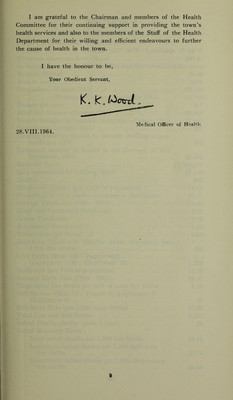 I am grateful to the Chairman and members of the Health
Committee for their continuing support in providing the town's
health services and also to the members of the Staff of the Health
Department for their willing and efficient endeavours to further
the cause of health in the town.
I have the honour to be,
Your Obedient Servant,
K. K. Wood.
Medical Officer of Health
28.VIII.1964.